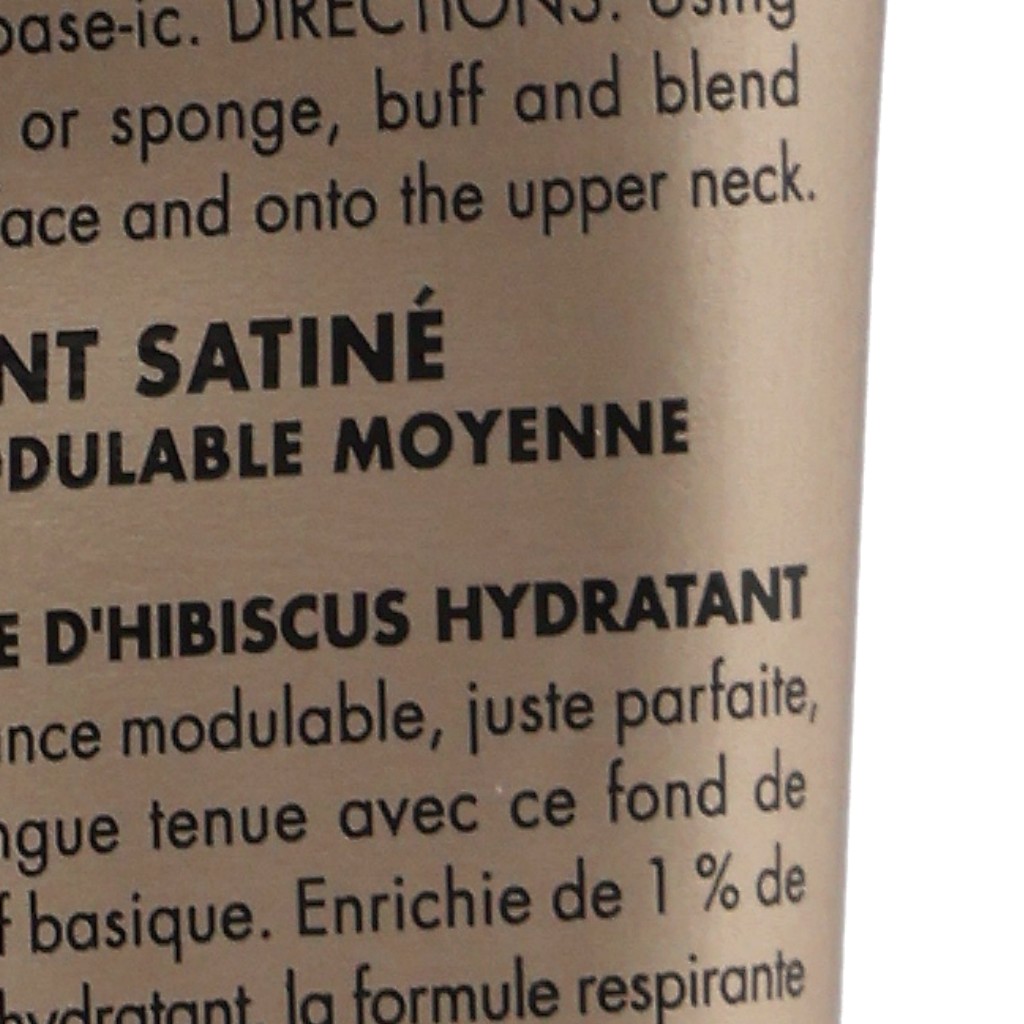 base-ic. DIRECTIONS: Using
or sponge, buff and blend
ace and onto the upper neck.
NT SATINÉ
ODULABLE MOYENNE
E D'HIBISCUS HYDRATANT
nce modulable, juste parfaite,
ngue tenue avec ce fond de
f basique. Enrichie de 1 % de
hydratant, la formule respirante